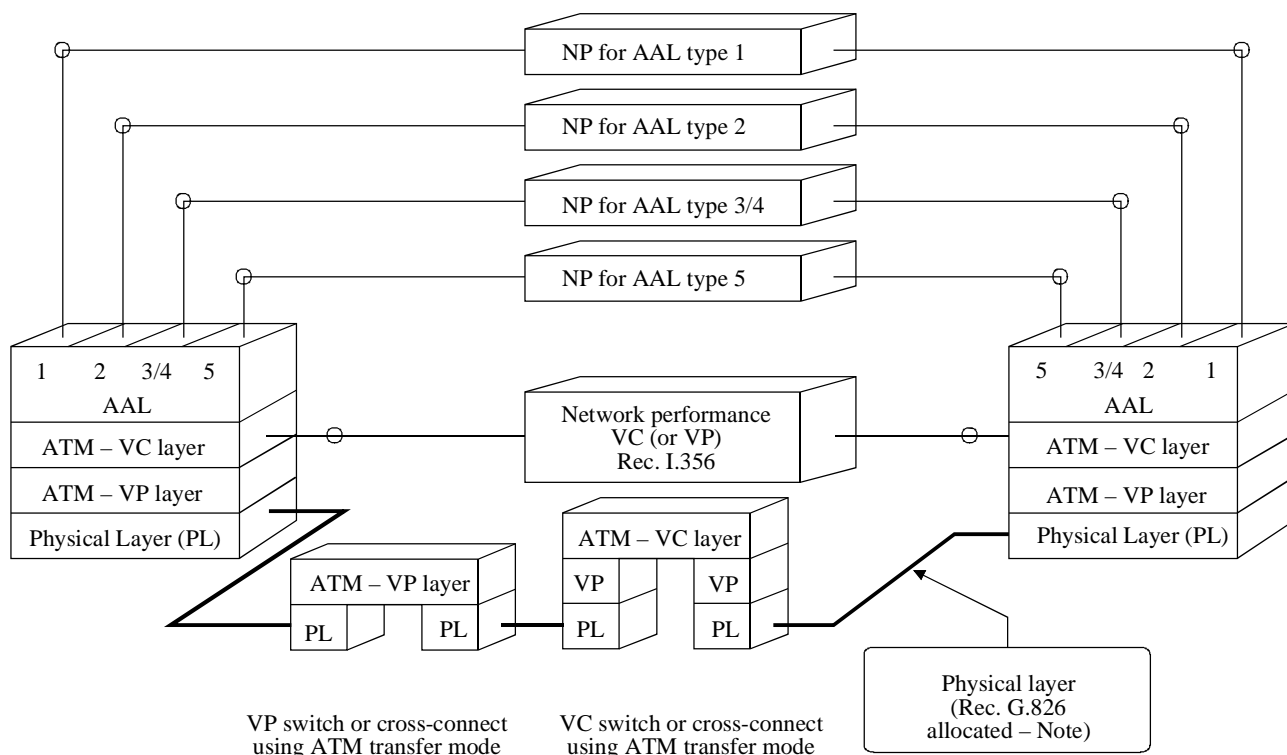 NP for AAL type 1
NP for AAL type 2
NP for AAL type 3/4
NP for AAL type 5
1 2 3/4 5
AAL
ATM – VC layer
ATM – VP layer
Physical Layer (PL)
Network performance
VC (or VP)
Rec. I.356
5 3/4 2 1
AAL
ATM – VC layer
ATM – VP layer
Physical Layer (PL)
ATM – VP layer
PL PL
ATM – VC layer
VP VP
PL PL
Physical layer
(Rec. G.826
allocated – Note)
VP switch or cross-connect
using ATM transfer mode
VC switch or cross-connect
using ATM transfer mode